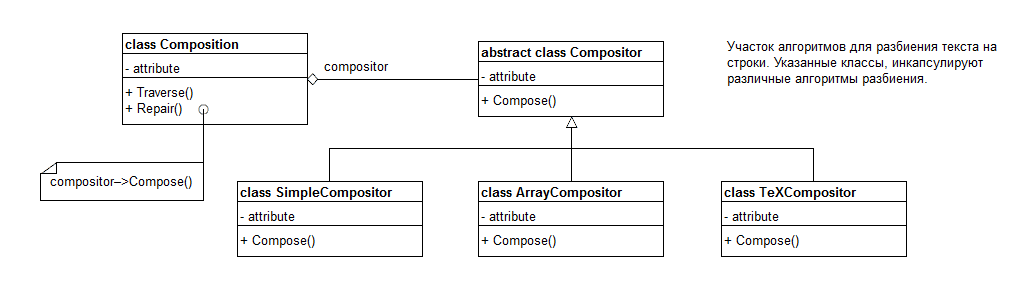 class Composition
- attribute
+ Traverse()
+ Repair()
compositor
abstract class Compositor
- attribute
+ Compose()
Участок алгоритмов для разбиения текста на
строки. Указанные классы, инкапсулируют
различные алгоритмы разбиения.
compositor–>Compose()
class SimpleCompositor
- attribute
+ Compose()
class ArrayCompositor
- attribute
+ Compose()
class TeXCompositor
- attribute
+ Compose()